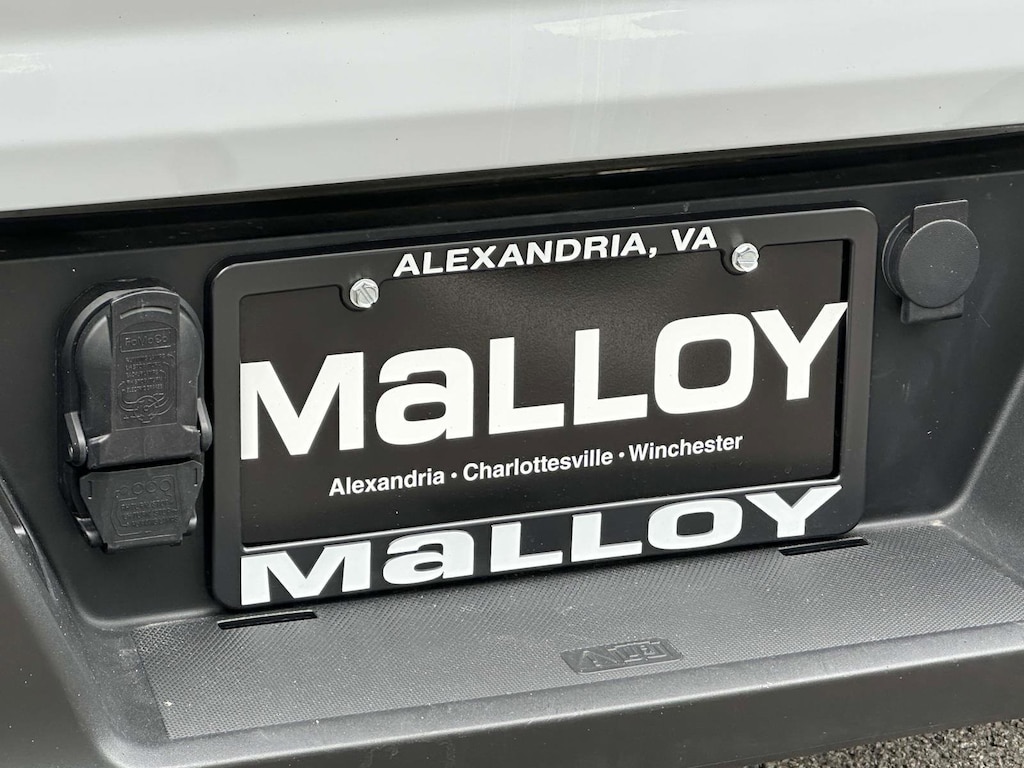 ALEXANDRIA, VA
MaLLOY
Alexandria • Charlottesville • Winchester
MaLLOY